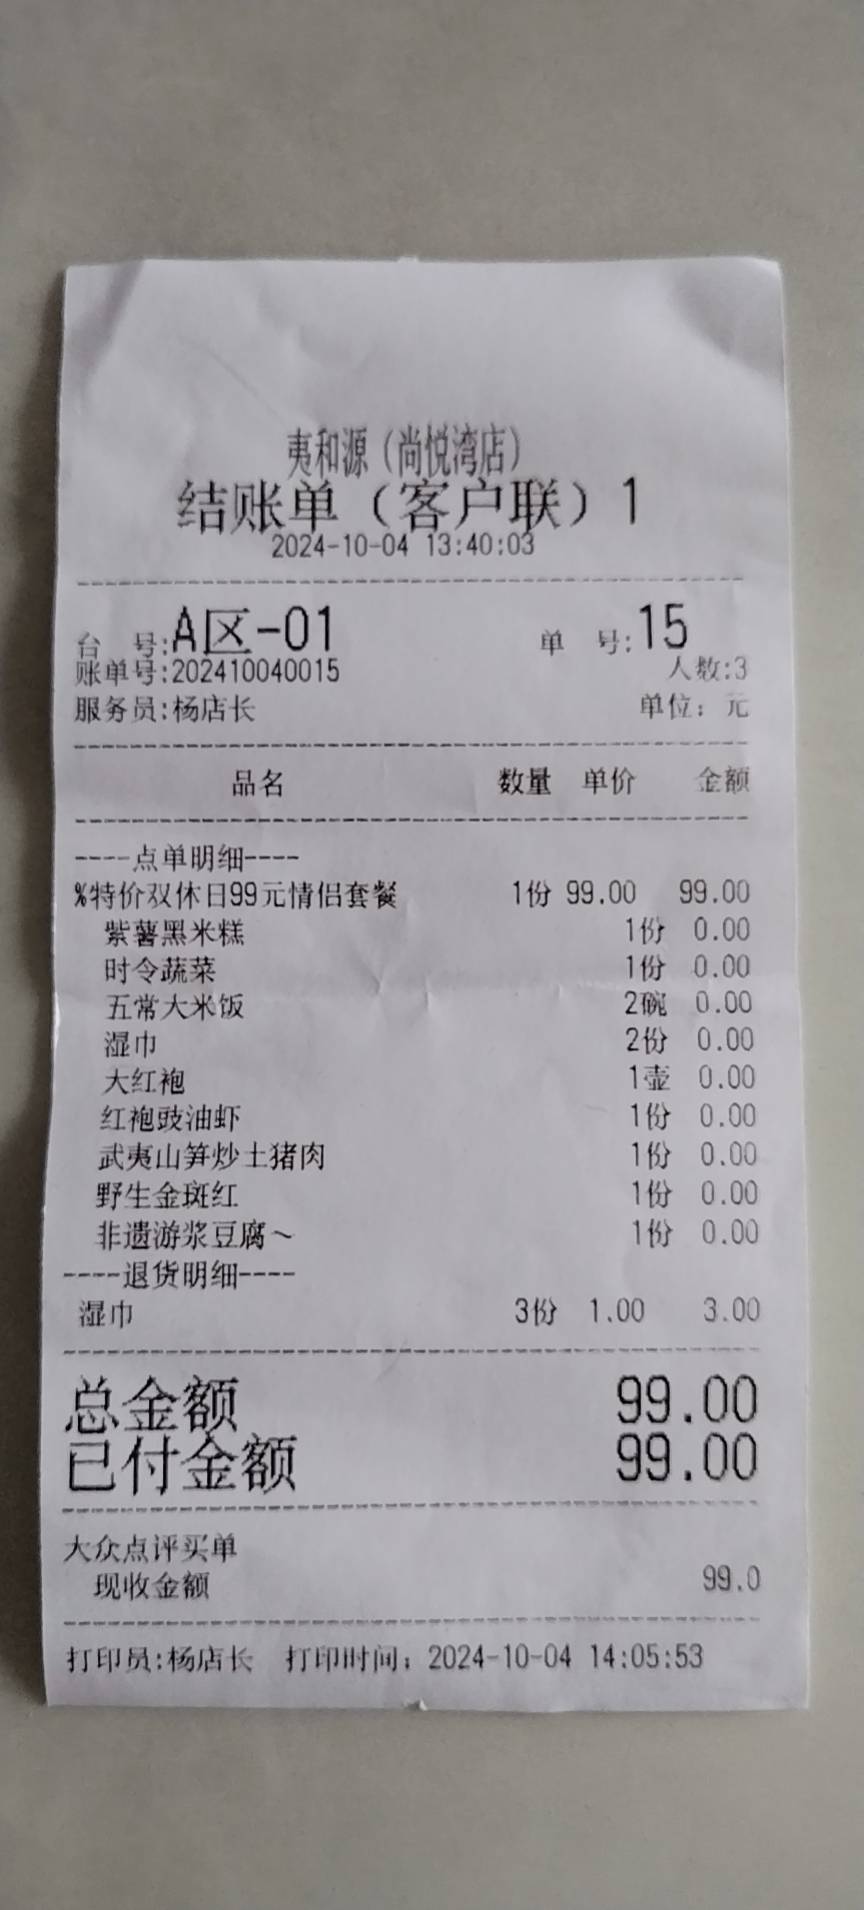 夷和源（尚悦湾店）
结账单（客户联）1
2024-10-04 13:40:03
台 号:A区-01 单 号:15
账单号:202410040015 人数:3
服务员:杨店长 单位：元
品名 数量 单价 金额
----点单明细----
%特价双休日99元情侣套餐 1份 99.00 99.00
紫薯黑米糕 1份 0.00
时令蔬菜 1份 0.00
五常大米饭 2碗 0.00
湿巾 2份 0.00
大红袍 1壶 0.00
红袍豉油虾 1份 0.00
武夷山笋炒土猪肉 1份 0.00
野生金斑红 1份 0.00
非遗游浆豆腐～ 1份 0.00
----退货明细----
湿巾 3份 1.00 3.00
总金额 99.00
已付金额 99.00
大众点评买单
现收金额 99.0
打印员:杨店长 打印时间：2024-10-04 14:05:53